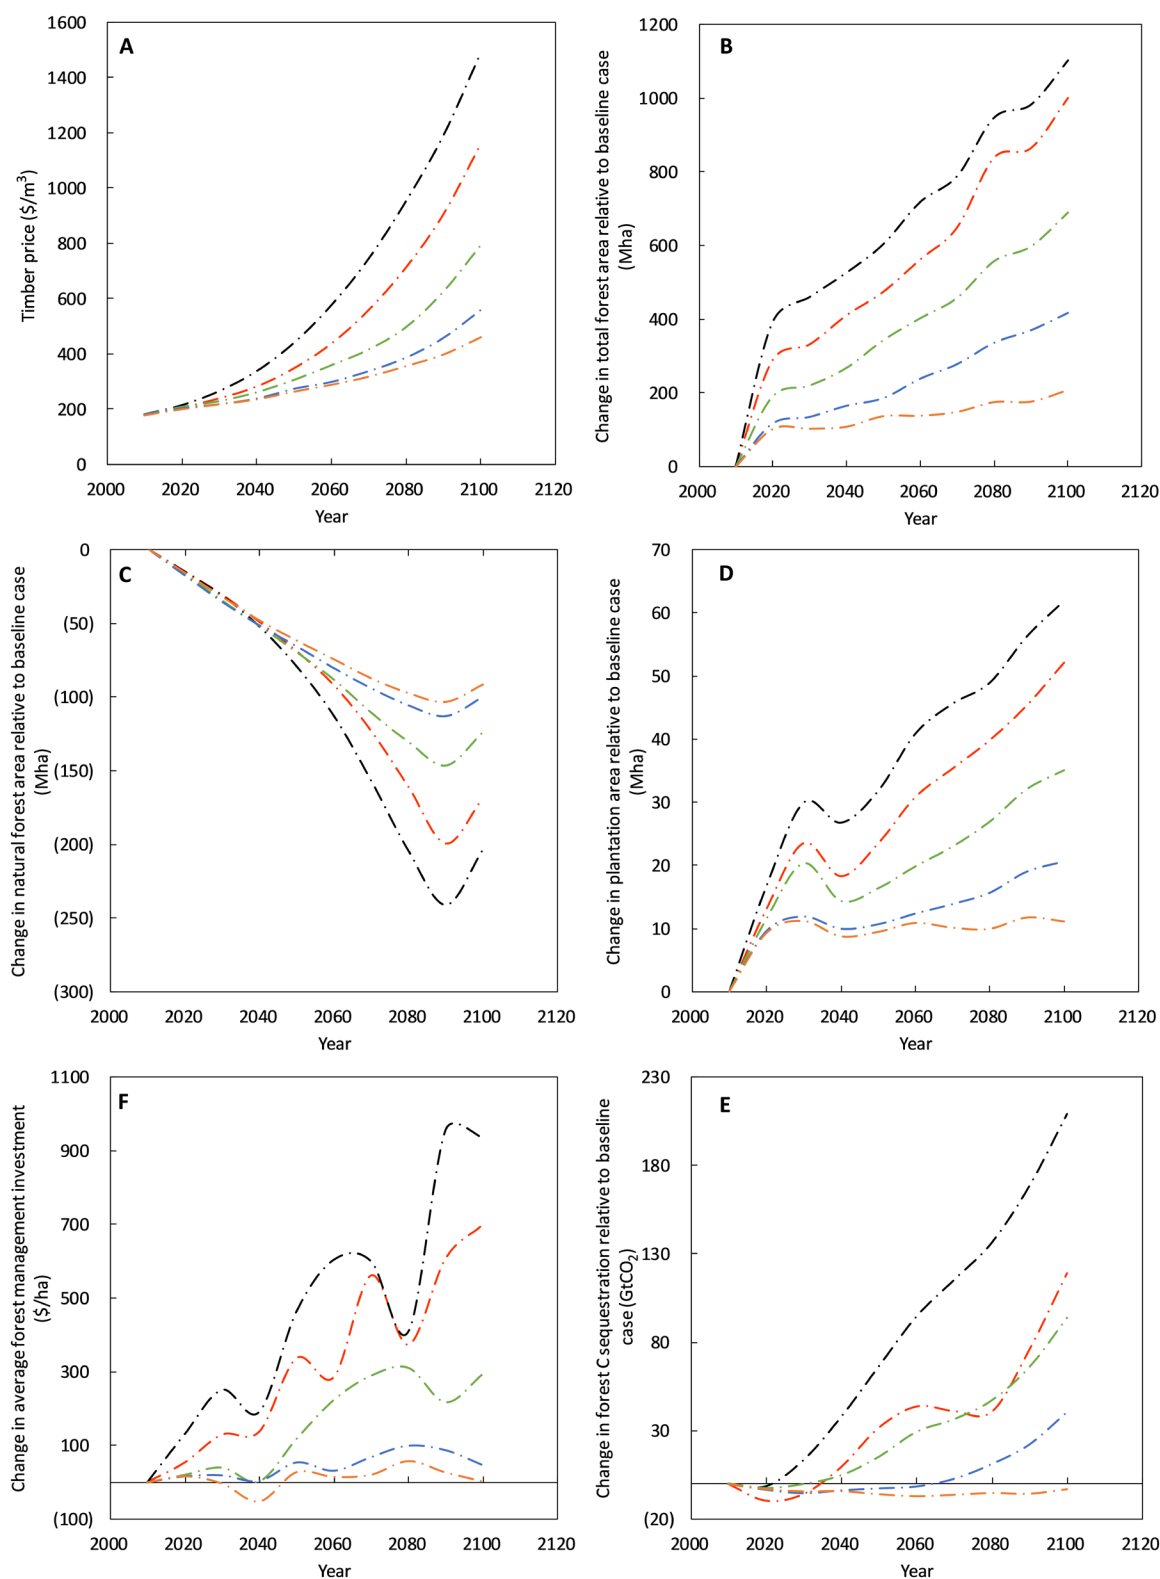 A
Timber price ($/m³)
1600
1400
1200
1000
800
600
400
200
0
2000 2020 2040 2060 2080 2100 2120
Year
B
Change in total forest area relative to baseline case
(Mha)
1200
1000
800
600
400
200
0
2000 2020 2040 2060 2080 2100 2120
Year
C
Change in natural forest area relative to baseline case
(Mha)
0
(50)
(100)
(150)
(200)
(250)
(300)
2000 2020 2040 2060 2080 2100 2120
Year
D
Change in plantation area relative to baseline case
(Mha)
70
60
50
40
30
20
10
0
2000 2020 2040 2060 2080 2100 2120
Year
F
Change in average forest management investment
($/ha)
1100
900
700
500
300
100
(100)
2000 2020 2040 2060 2080 2100 2120
Year
E
Change in forest C sequestration relative to baseline
case (GtCO₂)
230
180
130
80
30
(20)
2000 2020 2040 2060 2080 2100 2120
Year